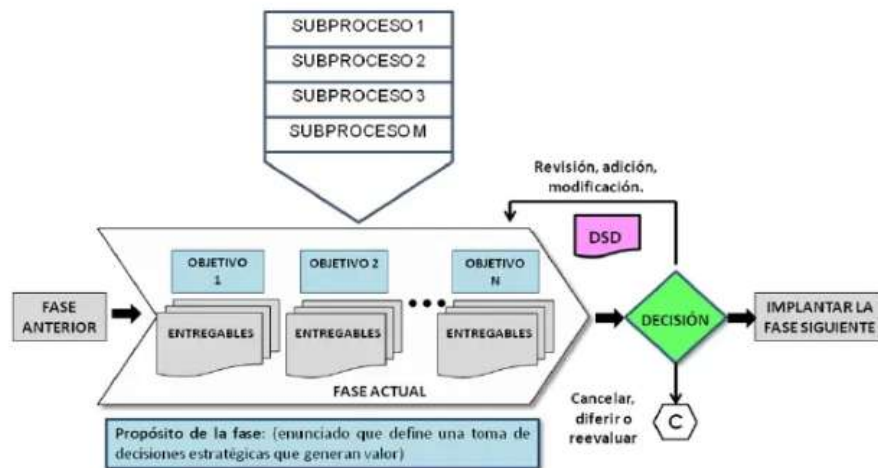 SUBPROCESO 1
SUBPROCESO 2
SUBPROCESO 3
SUBPROCESO M
Revisión, adición,
modificación.
DSD
OBJETIVO
1
OBJETIVO 2
OBJETIVO
N
FASE
ANTERIOR
ENTREGABLES
ENTREGABLES
ENTREGABLES
DECISIÓN
IMPLANTAR LA
FASE SIGUIENTE
FASE ACTUAL
Cancelar,
diferir o
reevaluar
C
Propósito de la fase: (enunciado que define una toma de
decisiones estratégicas que generan valor)